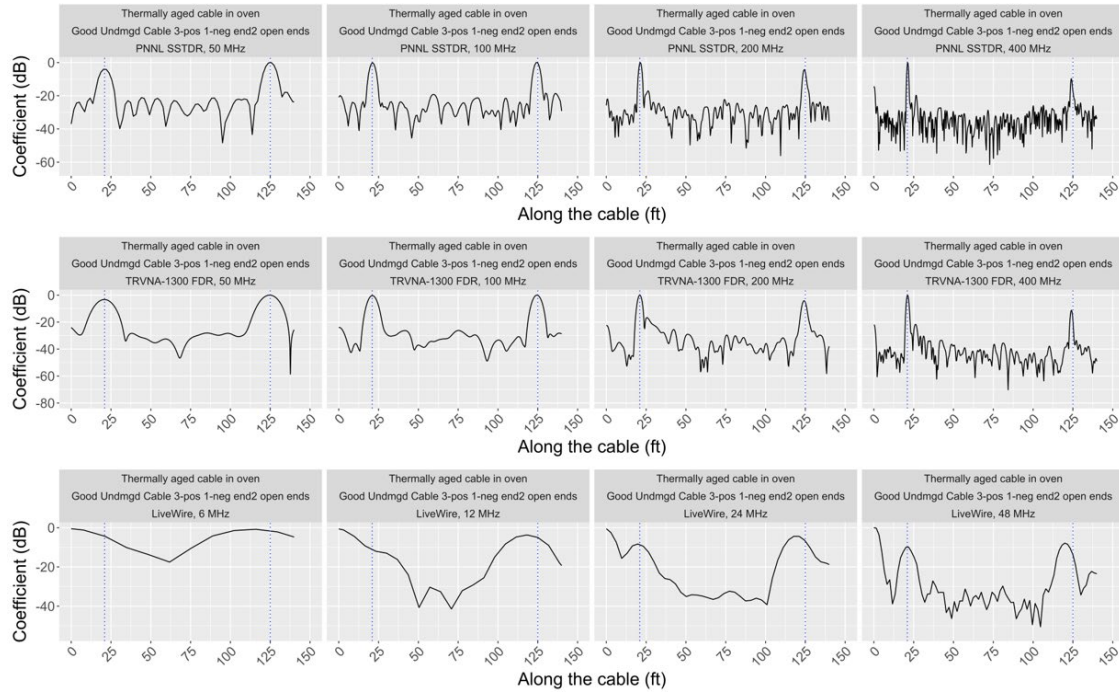 Thermally aged cable in oven
Good Undmgd Cable 3-pos 1-neg end2 open ends
PNNL SSTDR, 50 MHz
Thermally aged cable in oven
Good Undmgd Cable 3-pos 1-neg end2 open ends
PNNL SSTDR, 100 MHz
Thermally aged cable in oven
Good Undmgd Cable 3-pos 1-neg end2 open ends
PNNL SSTDR, 200 MHz
Thermally aged cable in oven
Good Undmgd Cable 3-pos 1-neg end2 open ends
PNNL SSTDR, 400 MHz
Coefficient (dB)
0
-20
-40
-60
0 25 50 75 100 125 150
0 25 50 75 100 125 150
0 25 50 75 100 125 150
0 25 50 75 100 125 150
Along the cable (ft)
Thermally aged cable in oven
Good Undmgd Cable 3-pos 1-neg end2 open ends
TRVNA-1300 FDR, 50 MHz
Thermally aged cable in oven
Good Undmgd Cable 3-pos 1-neg end2 open ends
TRVNA-1300 FDR, 100 MHz
Thermally aged cable in oven
Good Undmgd Cable 3-pos 1-neg end2 open ends
TRVNA-1300 FDR, 200 MHz
Thermally aged cable in oven
Good Undmgd Cable 3-pos 1-neg end2 open ends
TRVNA-1300 FDR, 400 MHz
Coefficient (dB)
0
-20
-40
-60
-80
0 25 50 75 100 125 150
0 25 50 75 100 125 150
0 25 50 75 100 125 150
0 25 50 75 100 125 150
Along the cable (ft)
Thermally aged cable in oven
Good Undmgd Cable 3-pos 1-neg end2 open ends
LiveWire, 6 MHz
Thermally aged cable in oven
Good Undmgd Cable 3-pos 1-neg end2 open ends
LiveWire, 12 MHz
Thermally aged cable in oven
Good Undmgd Cable 3-pos 1-neg end2 open ends
LiveWire, 24 MHz
Thermally aged cable in oven
Good Undmgd Cable 3-pos 1-neg end2 open ends
LiveWire, 48 MHz
Coefficient (dB)
0
-20
-40
0 25 50 75 100 125 150
0 25 50 75 100 125 150
0 25 50 75 100 125 150
0 25 50 75 100 125 150
Along the cable (ft)